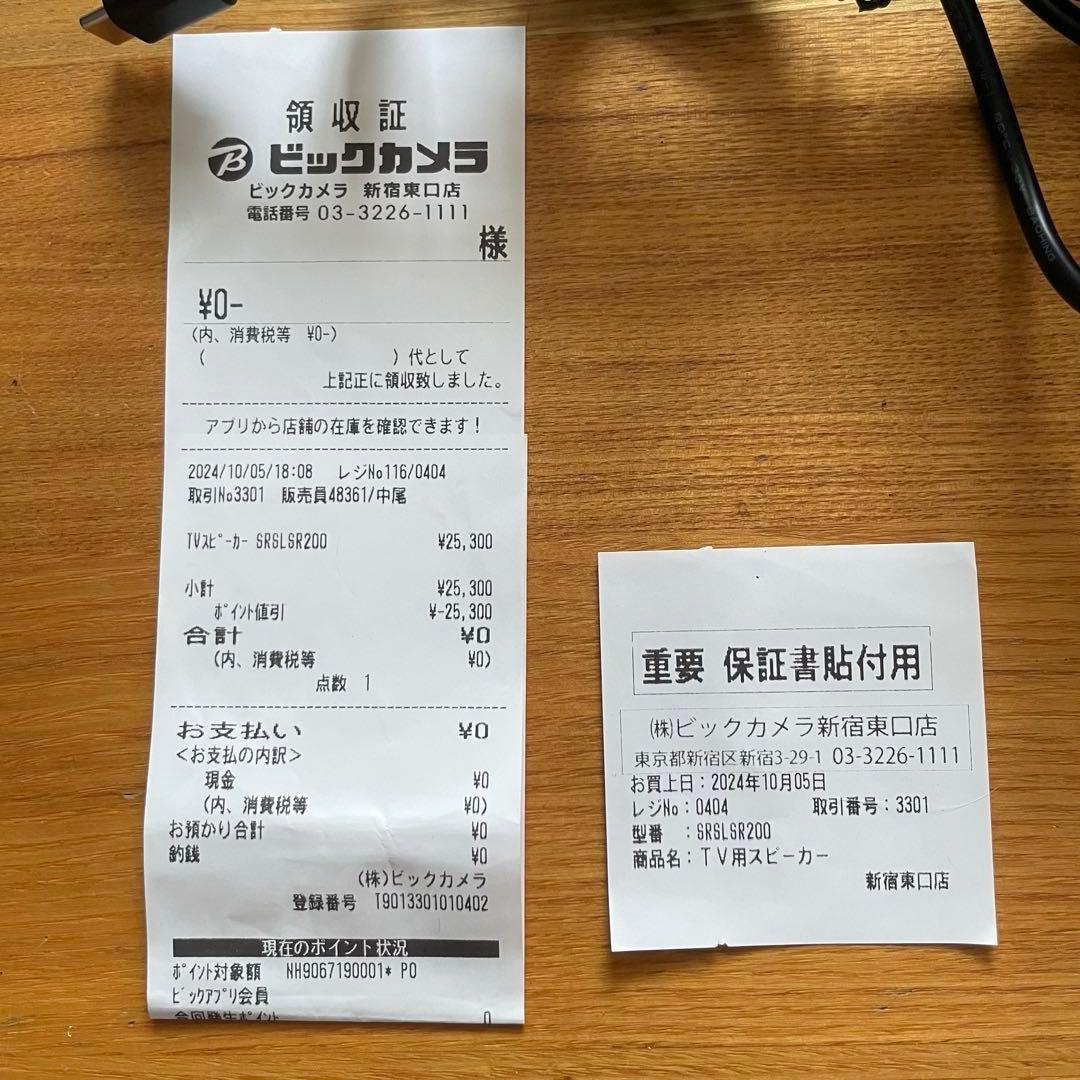 領収証
ビックカメラ
ビックカメラ 新宿東口店
電話番号 03-3226-1111
様
¥0-
(内、消費税等 ¥0-)
( )代として
上記正に領収致しました。
アプリから店舗の在庫を確認できます!
2024/10/05/18:08 レジNo116/0404
取引No3301 販売員48361/中尾
TVスピーカー SRSLSR200 ¥25,300
小計 ¥25,300
ポイント値引 ¥-25,300
合計 ¥0
(内、消費税等 ¥0)
点数 1
お支払い ¥0
<お支払の内訳>
現金 ¥0
(内、消費税等 ¥0)
お預かり合計 ¥0
釣銭 ¥0
(株)ビックカメラ
登録番号 T9013301010402
現在のポイント状況
ポイント対象額 NH9067190001* P0
ビックアプリ会員
今回発生ポイント 0
重要 保証書貼付用
(株)ビックカメラ新宿東口店
東京都新宿区新宿3-29-1 03-3226-1111
お買上日:2024年10月05日
レジNo:0404 取引番号:3301
型番 :SRSLSR200
商品名:TV用スピーカー
新宿東口店